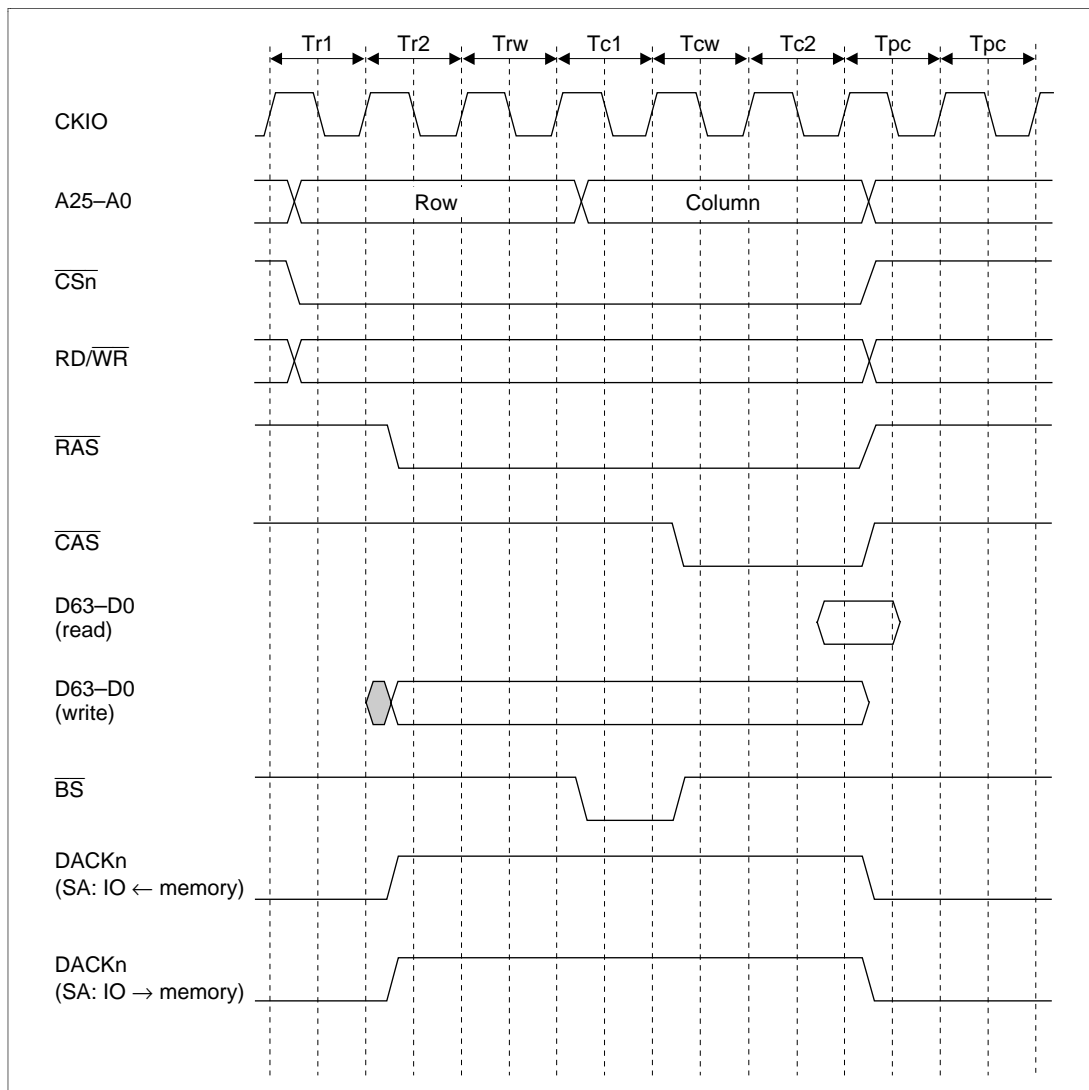 Tr1 Tr2 Trw Tc1 Tcw Tc2 Tpc Tpc
CKIO
A25–A0 Row Column
CSn
RD/WR
RAS
CAS
D63–D0
(read)
D63–D0
(write)
BS
DACKn
(SA: IO ← memory)
DACKn
(SA: IO → memory)